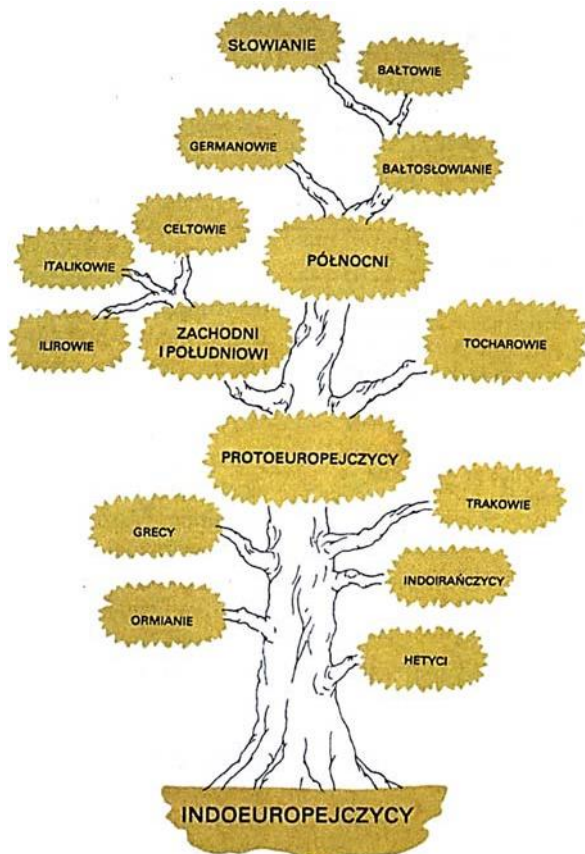 SŁOWIANIE
BAŁTOWIE
GERMANOWIE
BAŁTOSŁOWIANIE
CELTOWIE
ITALIKOWIE
PÓŁNOCNI
ILIROWIE
ZACHODNI
I POŁUDNIOWI
TOCHAROWIE
PROTOEUROPEJCZYCY
TRAKOWIE
GRECY
INDOIRAŃCZYCY
ORMIANIE
HETYCI
INDOEUROPEJCZYCY